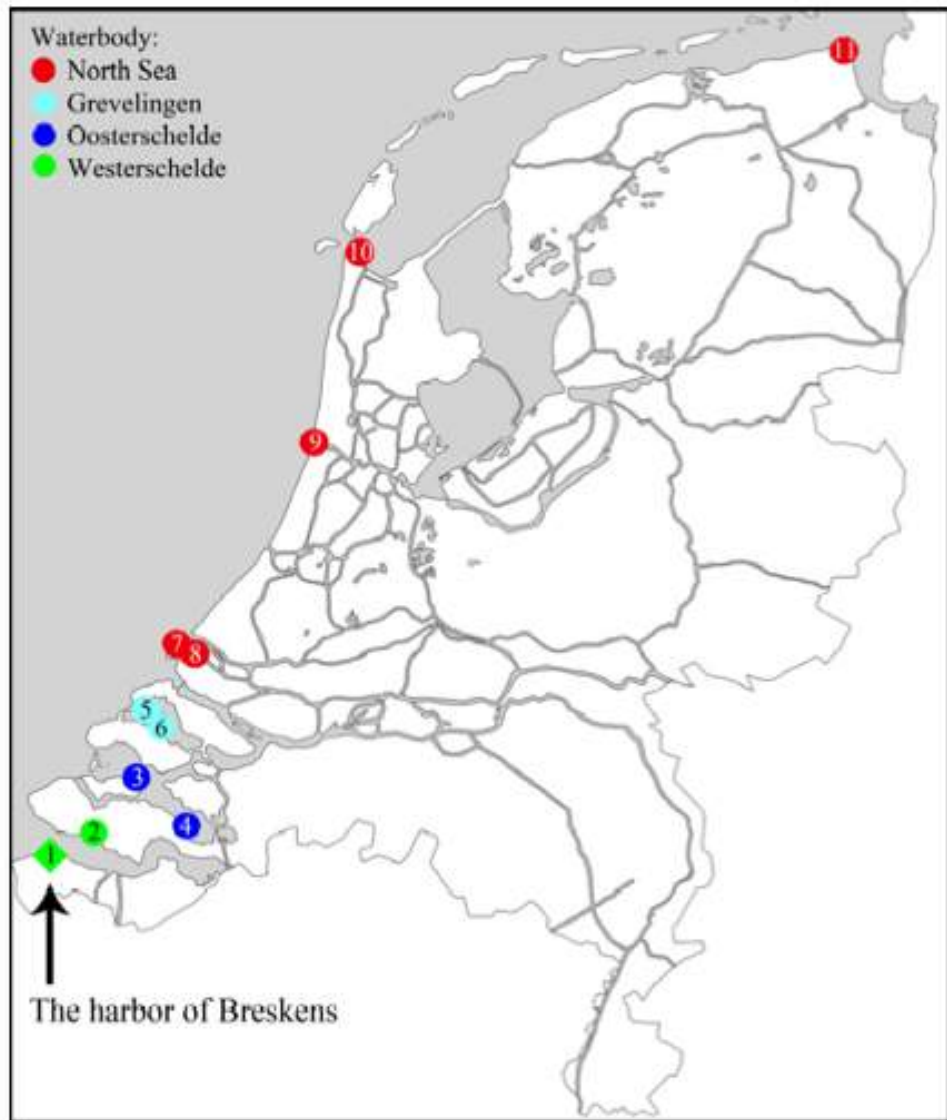 Waterbody:
North Sea
Grevelingen
Oosterschelde
Westerschelde
11
10
9
7
8
5
6
3
4
2
1
The harbor of Breskens